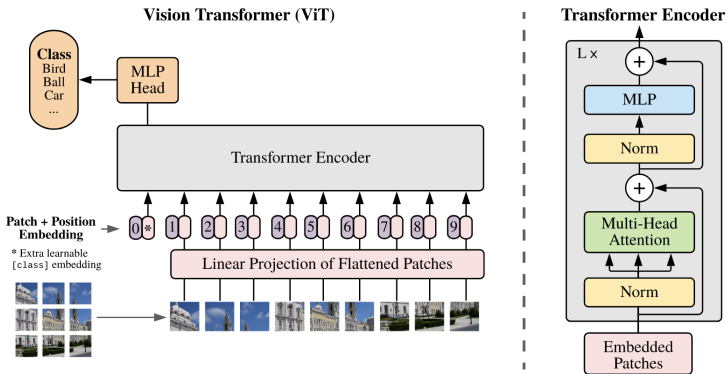 Vision Transformer (ViT)
Class
Bird
Ball
Car
...
MLP
Head
Transformer Encoder
Patch + Position
Embedding
0 * 1 2 3 4 5 6 7 8 9
* Extra learnable
[class] embedding
Linear Projection of Flattened Patches
Transformer Encoder
L ×
+
MLP
Norm
+
Multi-Head
Attention
Norm
Embedded
Patches